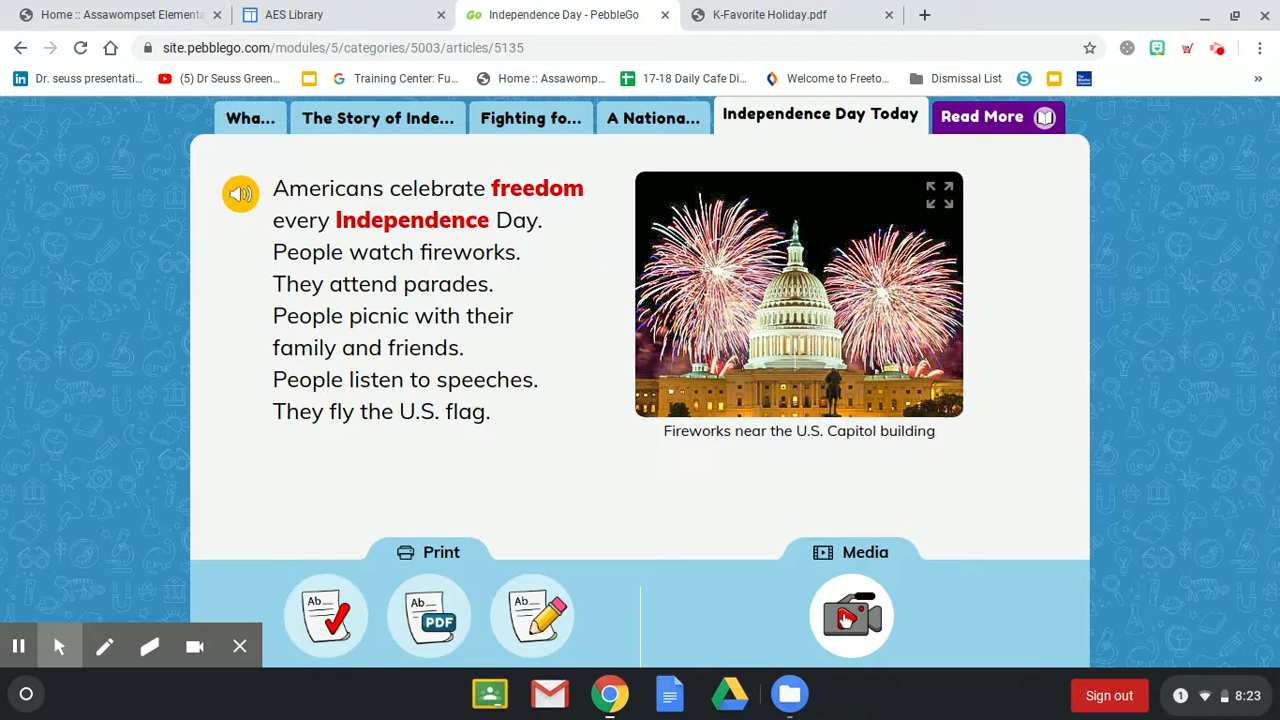 Home :: Assawompset Elementa
AES Library
Independence Day - PebbleGo
K-Favorite Holiday.pdf
site.pebblego.com/modules/5/categories/5003/articles/5135
Dr. seuss presentati...
(5) Dr Seuss Green...
Training Center: Fu...
Home :: Assawomp...
17-18 Daily Cafe Di...
Welcome to Freeto...
Dismissal List
»
Wha...
The Story of Inde...
Fighting fo...
A Nationa...
Independence Day Today
Read More
Americans celebrate freedom
every Independence Day.
People watch fireworks.
They attend parades.
People picnic with their
family and friends.
People listen to speeches.
They fly the U.S. flag.
Fireworks near the U.S. Capitol building
Print
Media
Ab
Ab
PDF
Ab
Sign out
1
8:23